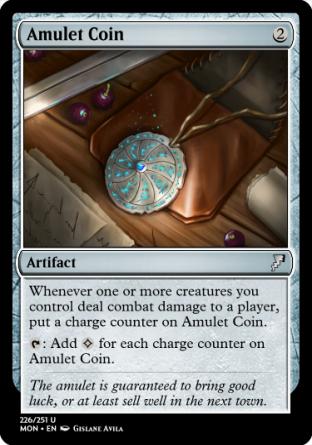 Amulet Coin 2
Artifact
Whenever one or more creatures you
control deal combat damage to a player,
put a charge counter on Amulet Coin.
: Add for each charge counter on
Amulet Coin.
The amulet is guaranteed to bring good
luck, or at least sell well in the next town.
226/251 U
MON • EN Gislane Avila